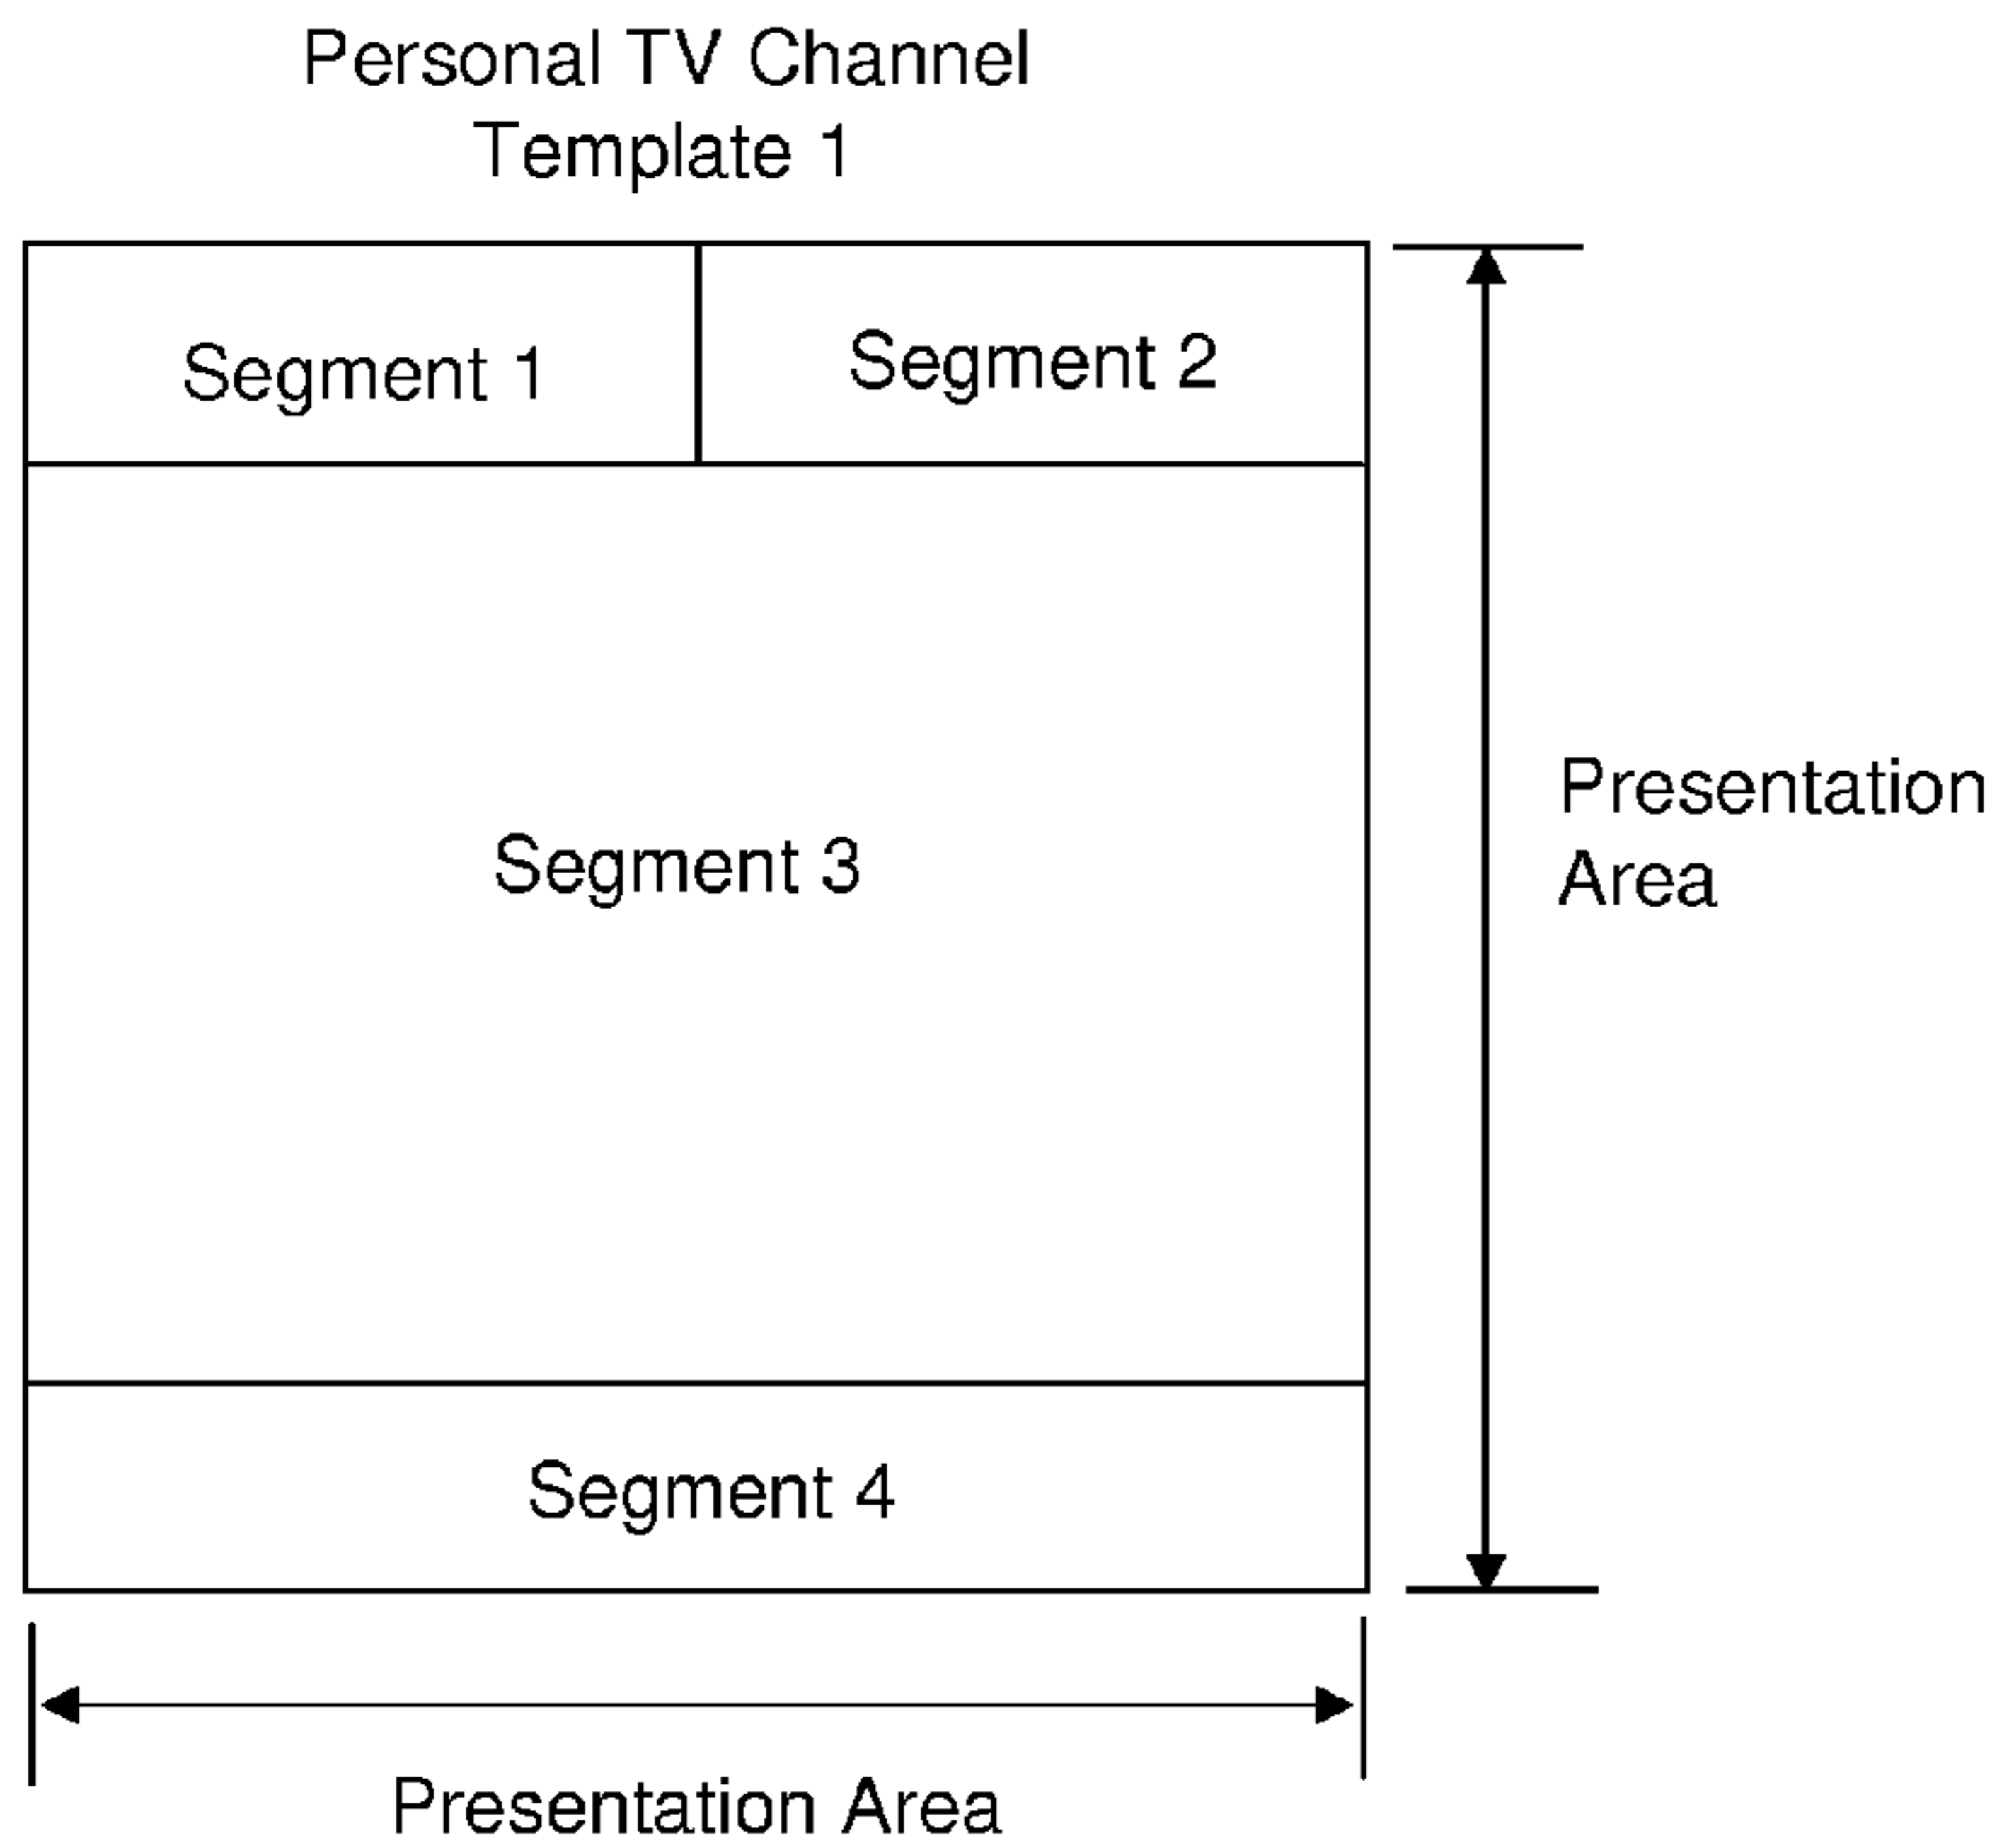 Personal TV Channel
Template 1
Segment 1
Segment 2
Segment 3
Presentation
Area
Segment 4
Presentation Area